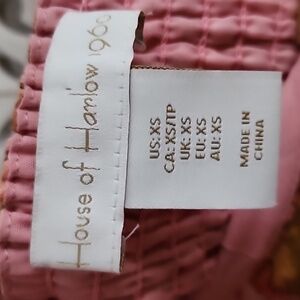 House of Harlow 1960
US: XS
CA: XS/TP
UK: XS
EU: XS
AU: XS
MADE IN
CHINA